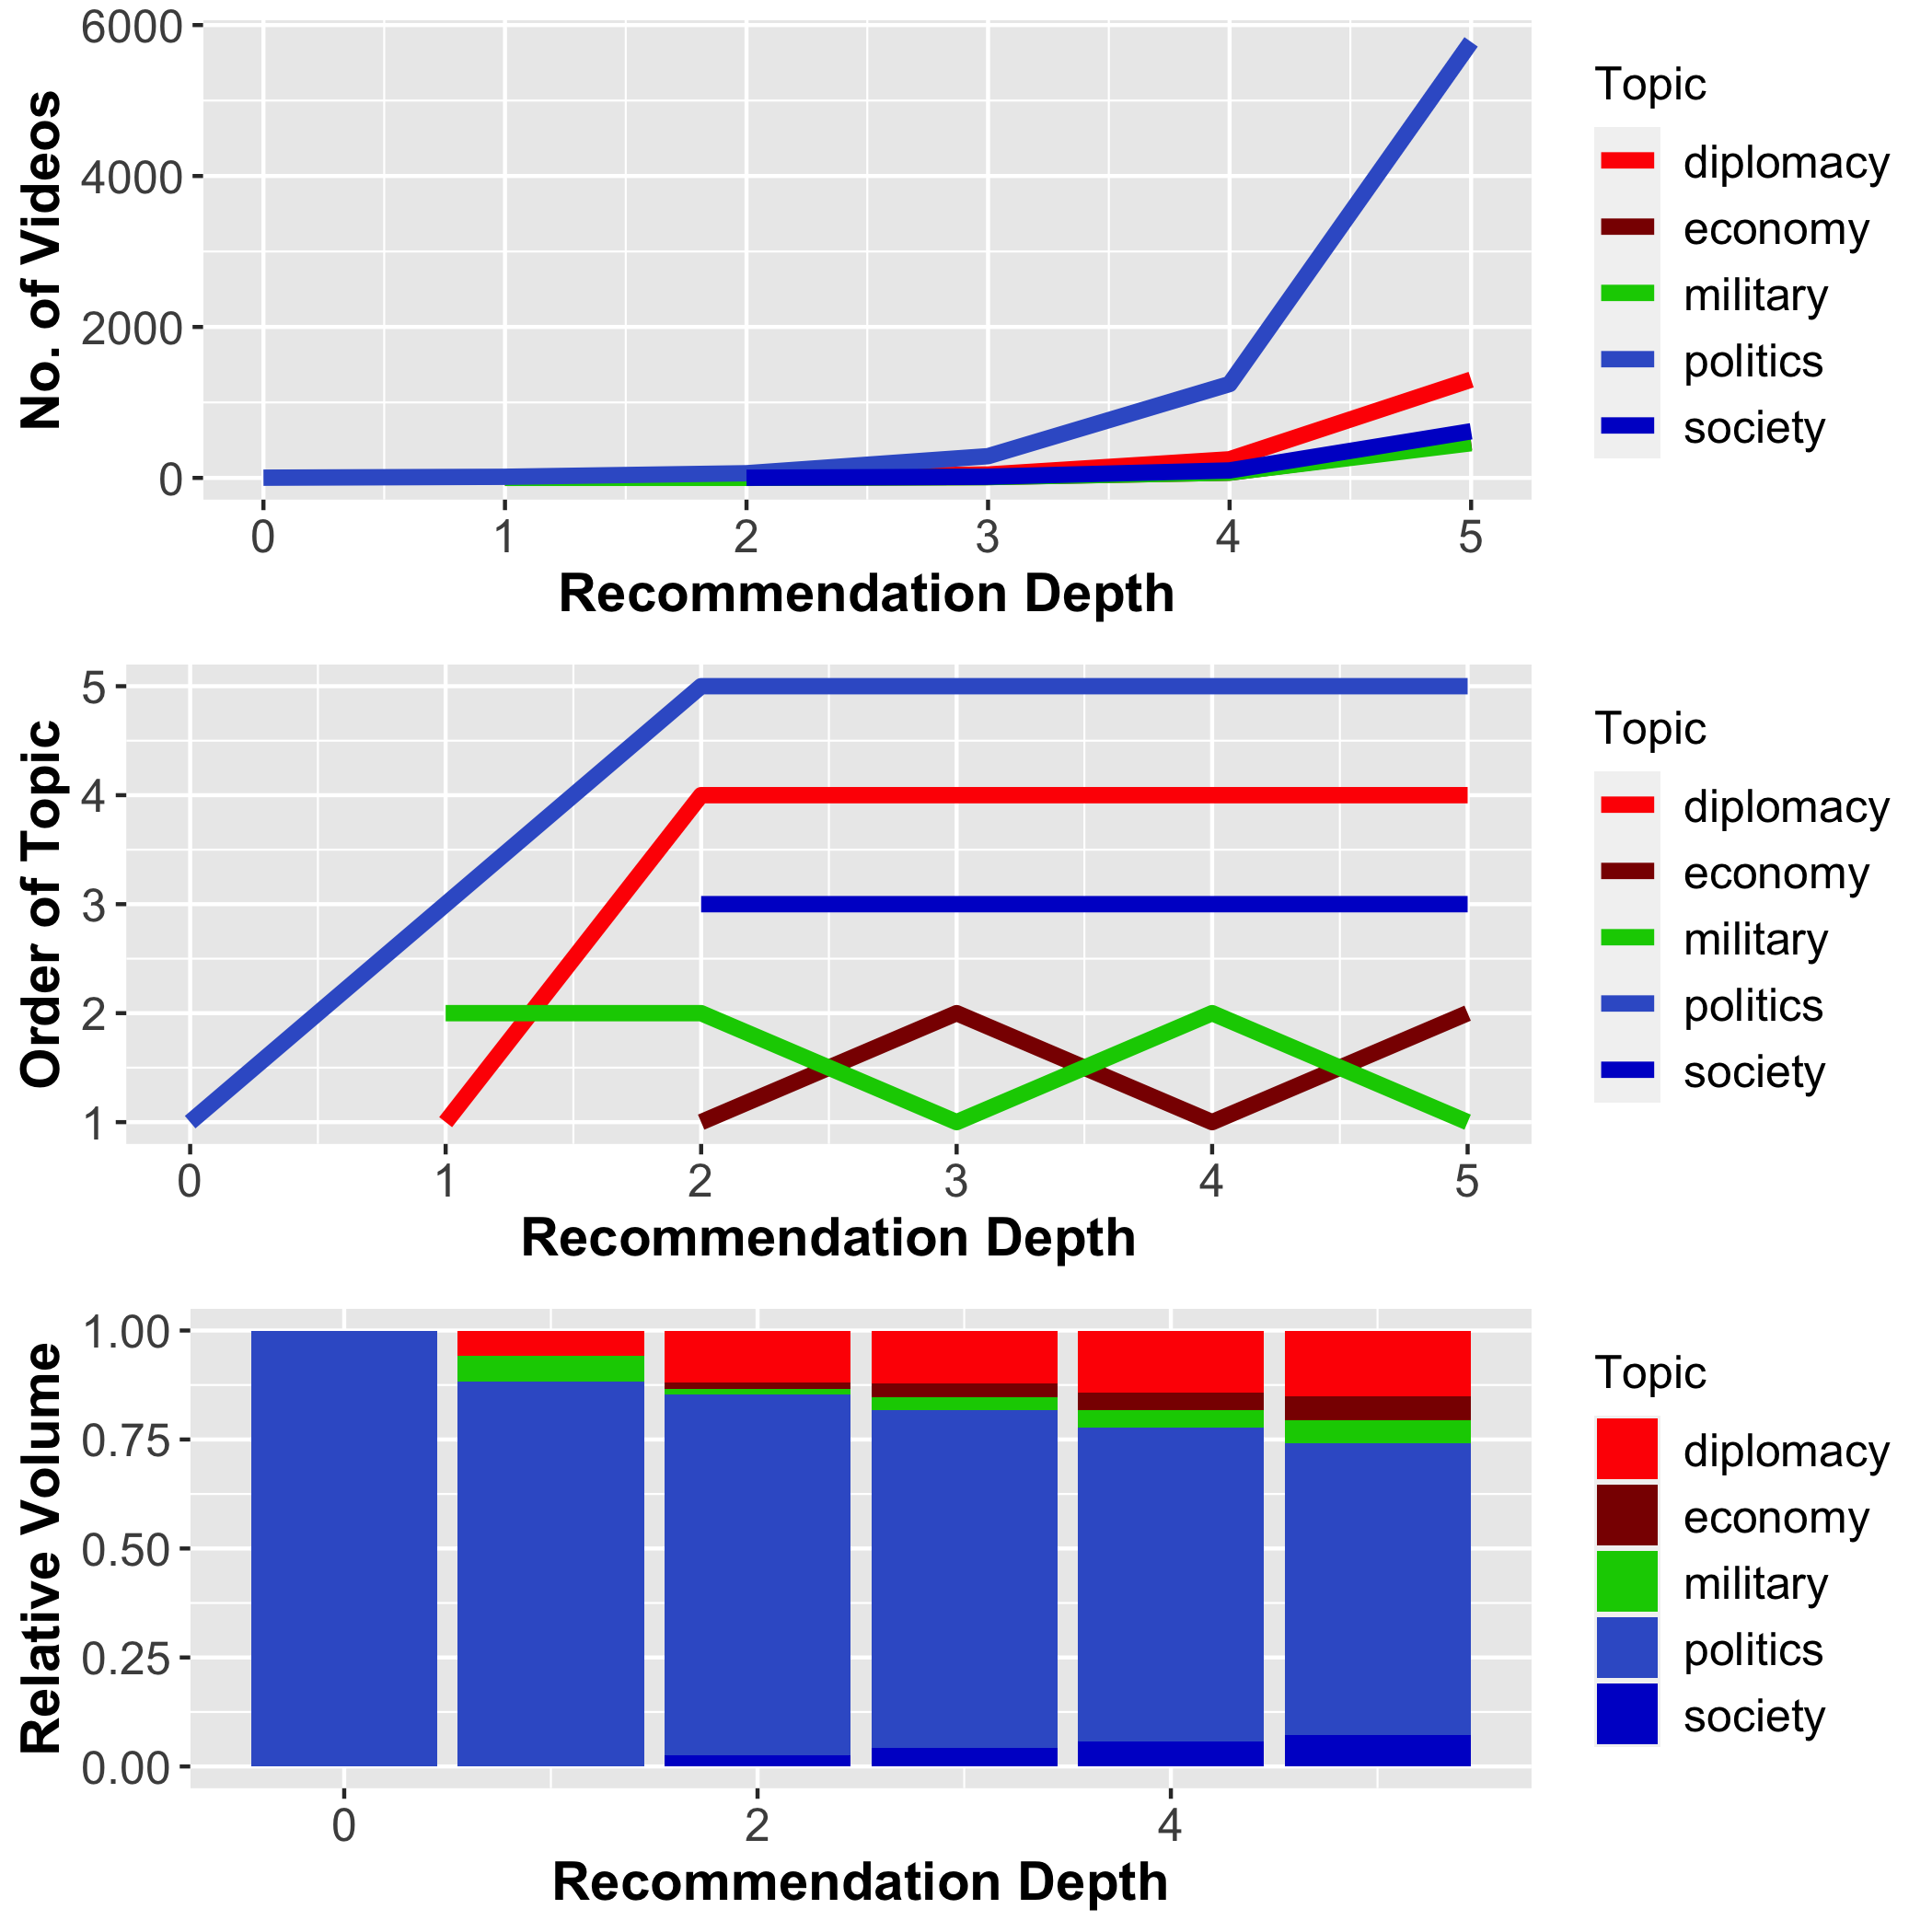 6000
4000
2000
0
No. of Videos
0 1 2 3 4 5
Recommendation Depth
Topic
diplomacy
economy
military
politics
society
5
4
3
2
1
Order of Topic
0 1 2 3 4 5
Recommendation Depth
Topic
diplomacy
economy
military
politics
society
1.00
0.75
0.50
0.25
0.00
Relative Volume
0 2 4
Recommendation Depth
Topic
diplomacy
economy
military
politics
society